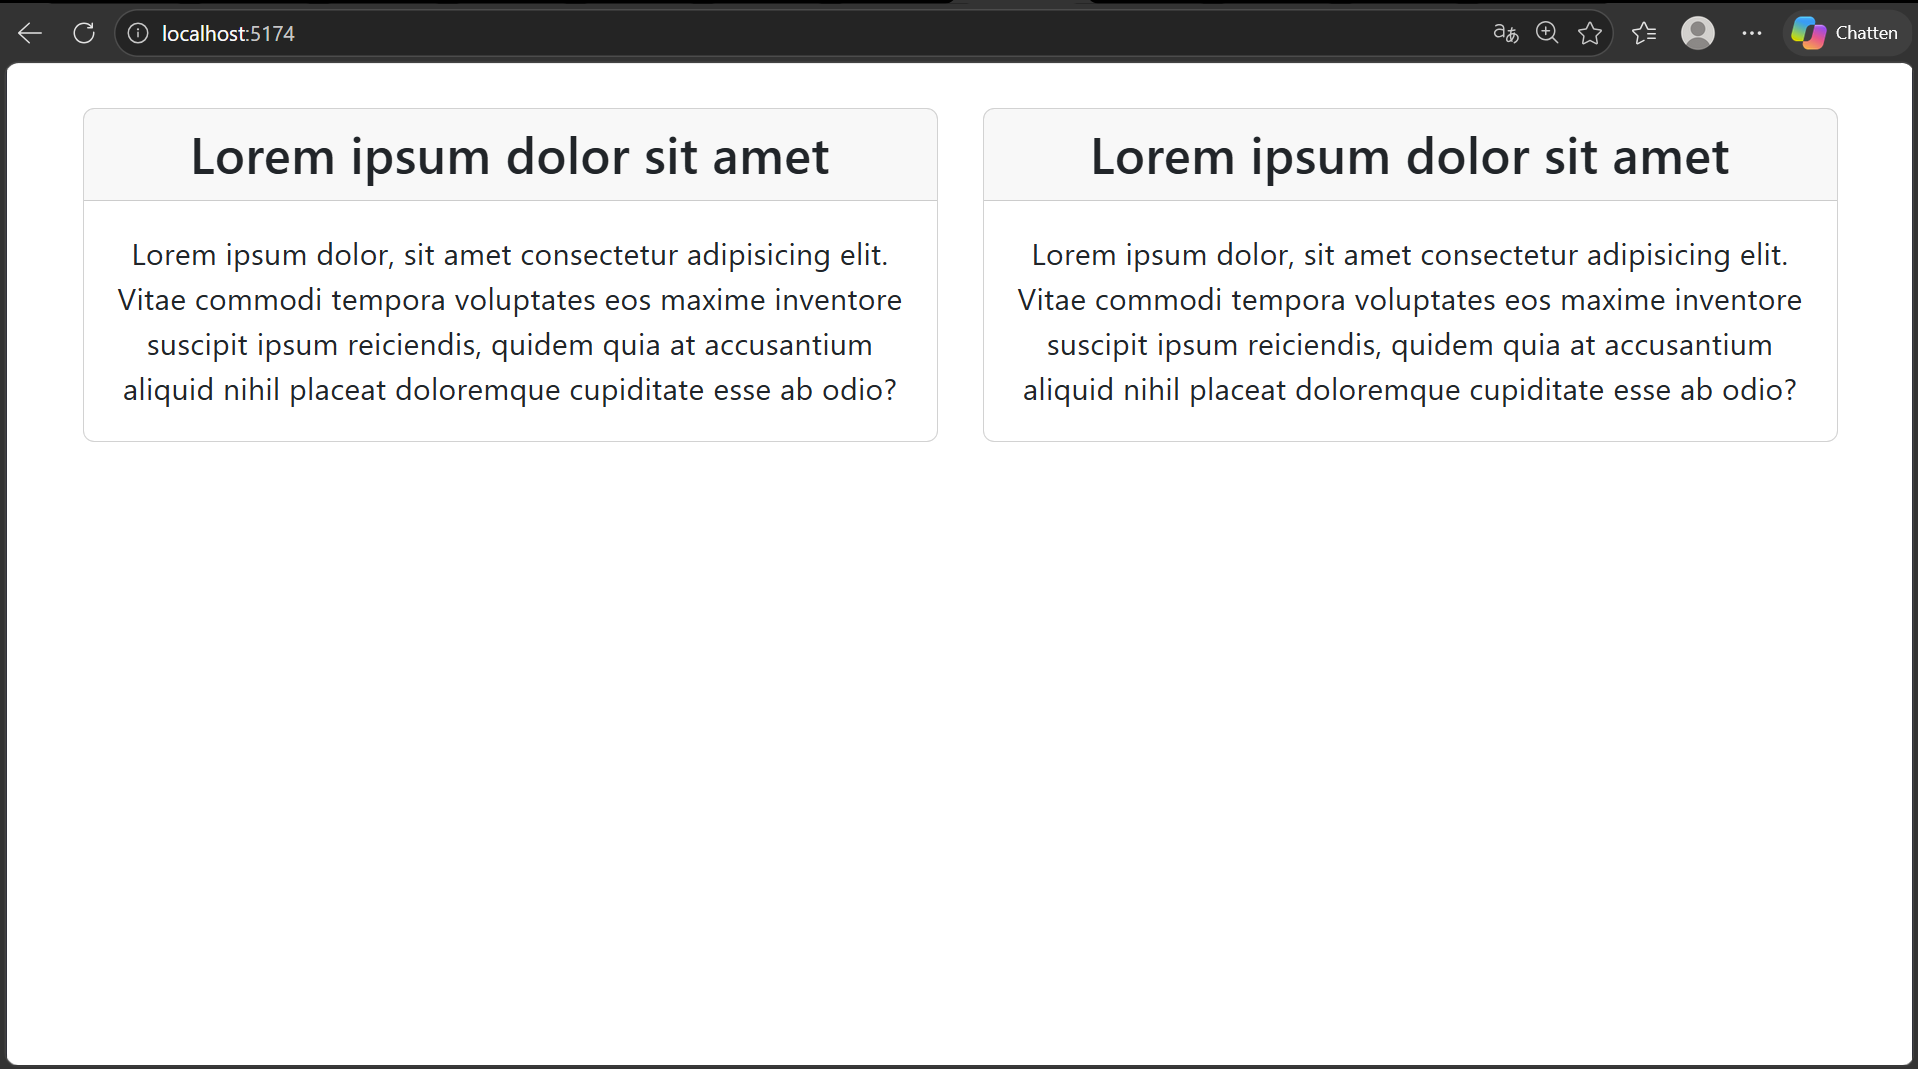 localhost:5174
aあ
Chatten
Lorem ipsum dolor sit amet
Lorem ipsum dolor, sit amet consectetur adipisicing elit.
Vitae commodi tempora voluptates eos maxime inventore
suscipit ipsum reiciendis, quidem quia at accusantium
aliquid nihil placeat doloremque cupiditate esse ab odio?
Lorem ipsum dolor sit amet
Lorem ipsum dolor, sit amet consectetur adipisicing elit.
Vitae commodi tempora voluptates eos maxime inventore
suscipit ipsum reiciendis, quidem quia at accusantium
aliquid nihil placeat doloremque cupiditate esse ab odio?